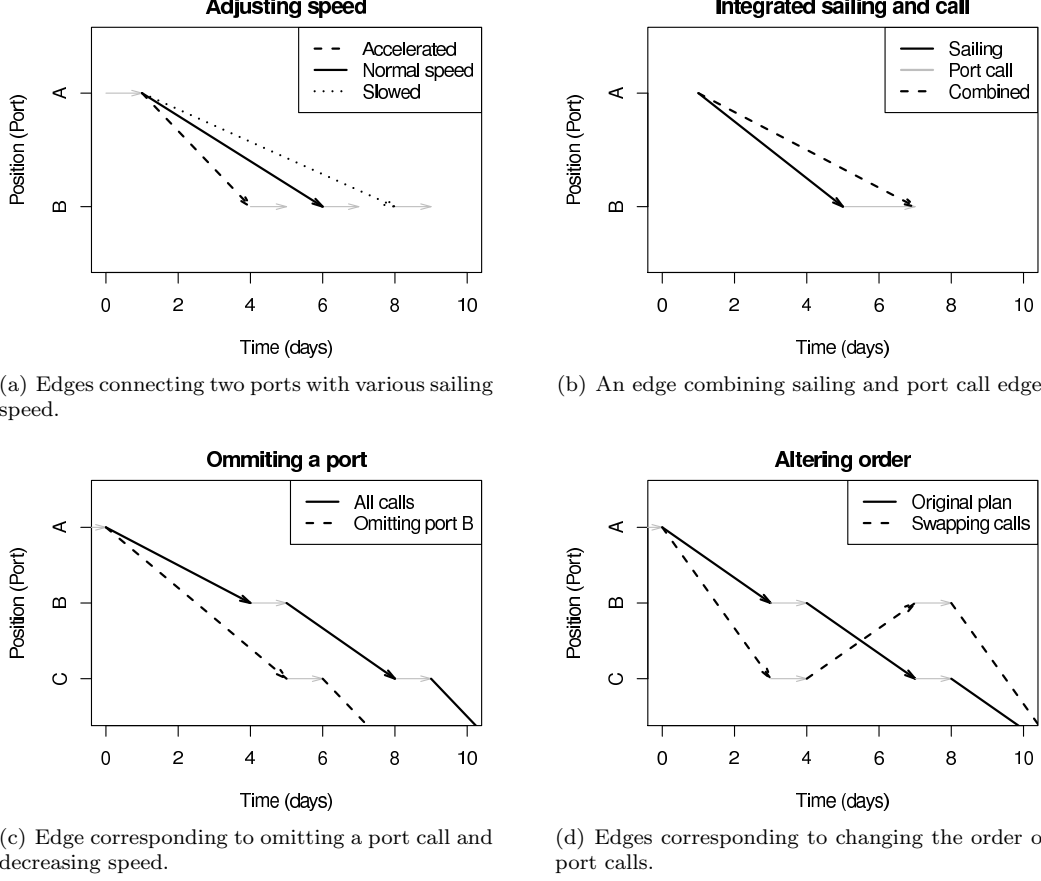 Adjusting speed
Accelerated
Normal speed
Slowed
Position (Port)
A
B
0 2 4 6 8 10
Time (days)
(a) Edges connecting two ports with various sailing
speed.
Integrated sailing and call
Sailing
Port call
Combined
Position (Port)
A
B
0 2 4 6 8 10
Time (days)
(b) An edge combining sailing and port call edge
Ommiting a port
All calls
Omitting port B
Position (Port)
A
B
C
0 2 4 6 8 10
Time (days)
(c) Edge corresponding to omitting a port call and
decreasing speed.
Altering order
Original plan
Swapping calls
Position (Port)
A
B
C
0 2 4 6 8 10
Time (days)
(d) Edges corresponding to changing the order o
port calls.